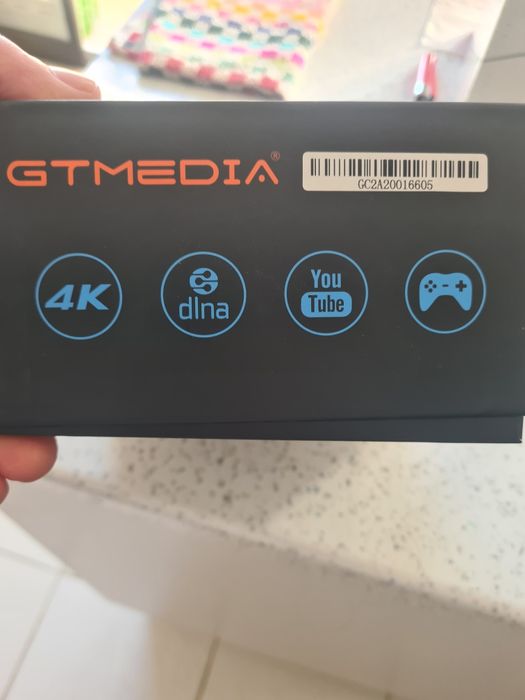 GTMEDIA®
GC2A20016605
4K
dlna
You
Tube